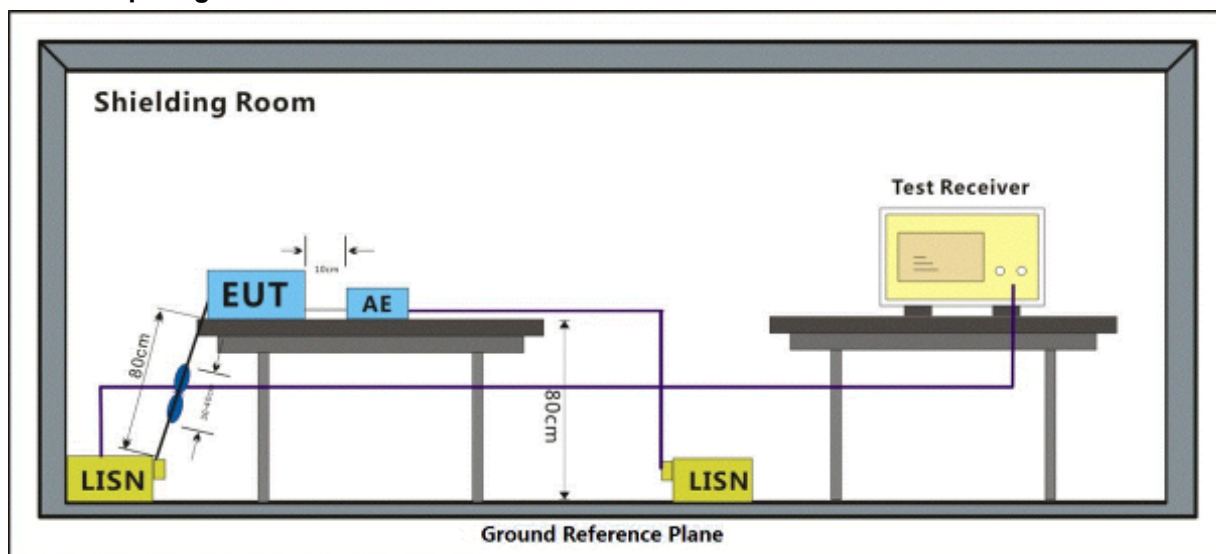 Shielding Room
Test Receiver
10cm
EUT
AE
80cm
80cm
LISN
LISN
Ground Reference Plane